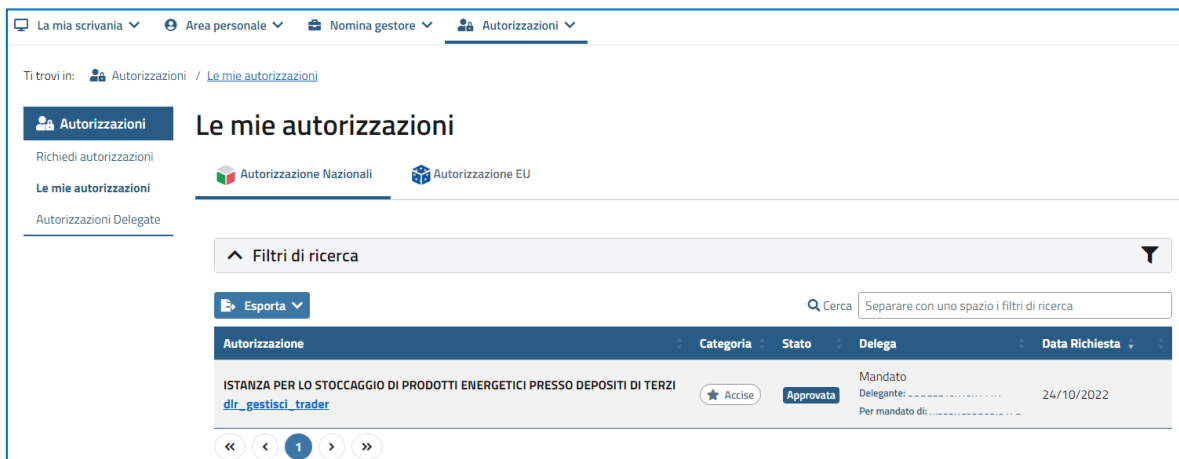 La mia scrivania Area personale Nomina gestore Autorizzazioni
Ti trovi in: Autorizzazioni / Le mie autorizzazioni
Autorizzazioni
Richiedi autorizzazioni
Le mie autorizzazioni
Autorizzazioni Delegate
Le mie autorizzazioni
Autorizzazione Nazionali Autorizzazione EU
Filtri di ricerca
Esporta Cerca Separare con uno spazio i filtri di ricerca
Autorizzazione Categoria Stato Delega Data Richiesta
ISTANZA PER LO STOCCAGGIO DI PRODOTTI ENERGETICI PRESSO DEPOSITI DI TERZI
dlr_gestisci_trader
Accise
Approvata
Mandato
Delegante:
Per mandato di:
24/10/2022
« ‹ 1 › »